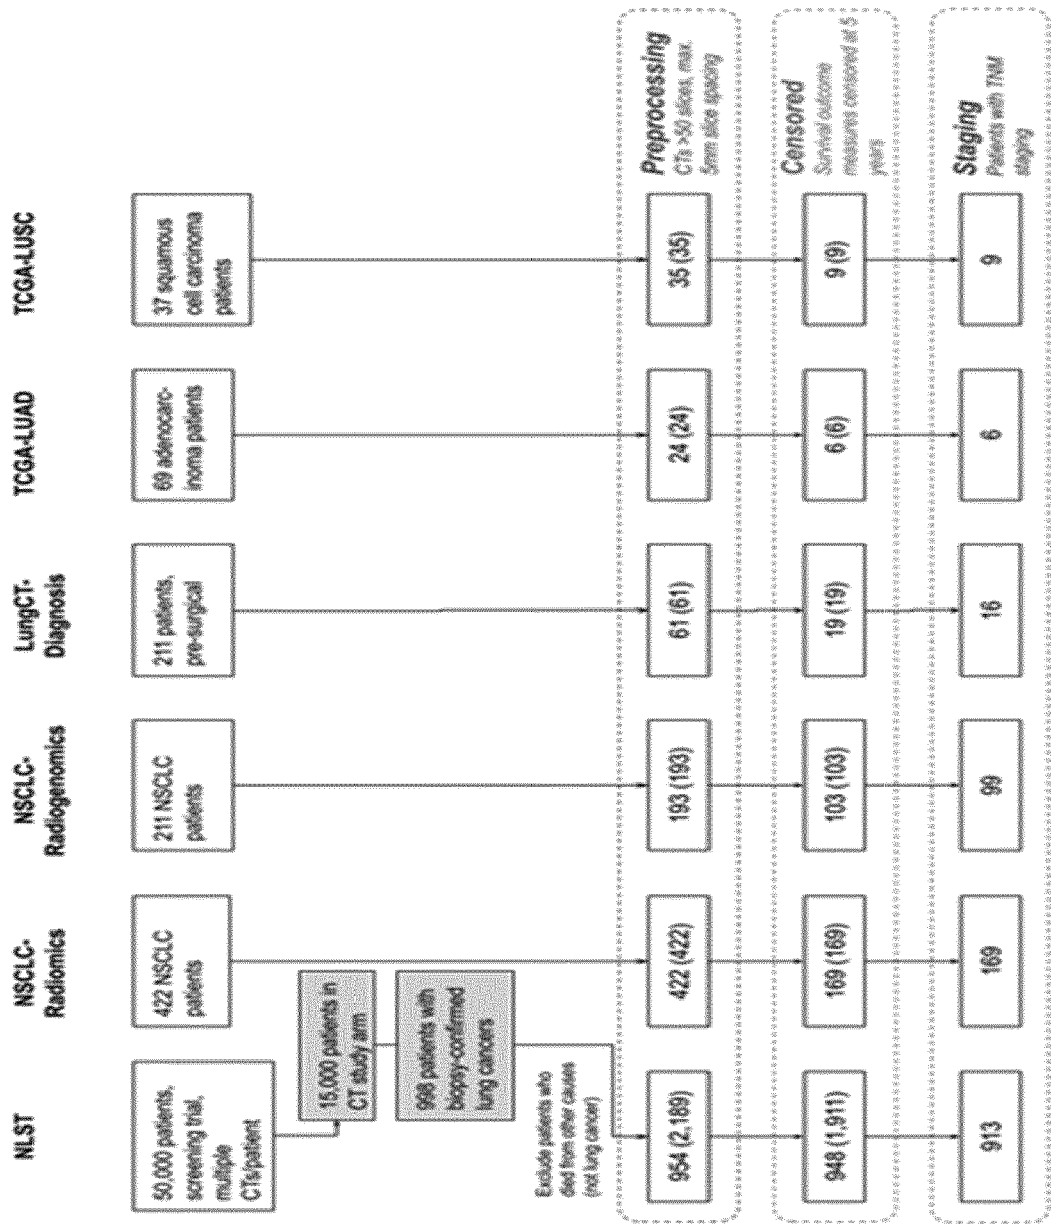 NLST
NSCLC-
Radiomics
NSCLC-
Radiogenomics
LungCT-
Diagnosis
TCGA-LUAD
TCGA-LUSC
50,000 patients,
screening trial,
multiple
CTs/patient
422 NSCLC
patients
211 NSCLC
patients
211 patients,
pre-surgical
69 adenocarc-
inoma patients
37 squamous
cell carcinoma
patients
15,000 patients in
CT study arm
998 patients with
biopsy-confirmed
lung cancers
Exclude patients who
died from other causes
(not lung cancer)
954 (2,189)
422 (422)
193 (193)
61 (61)
24 (24)
35 (35)
Preprocessing
CTs >50 slices, max.
5mm slice spacing
948 (1,911)
169 (169)
103 (103)
19 (19)
6 (6)
9 (9)
Censored
Survival outcome
measures censored at 5
years
913
169
99
16
6
9
Staging
Patients with TNM
staging